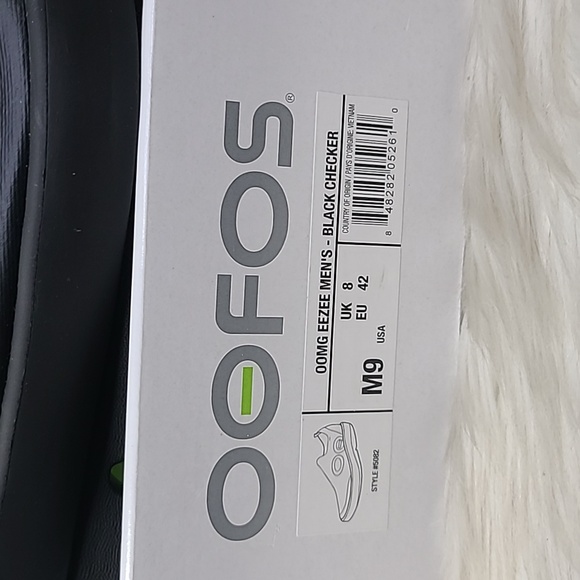 OOFOS®
OOMG EEZEE MEN'S - BLACK CHECKER
STYLE #5082
M9 USA
UK 8
EU 42
COUNTRY OF ORIGIN / PAYS D'ORIGINE: VIETNAM
8 48282 05261 0